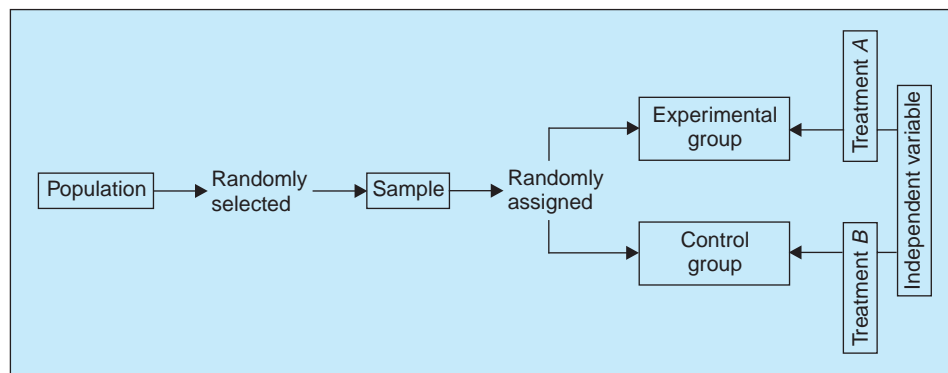 Population
Randomly
selected
Sample
Randomly
assigned
Experimental
group
Control
group
Treatment A
Treatment B
Independent variable